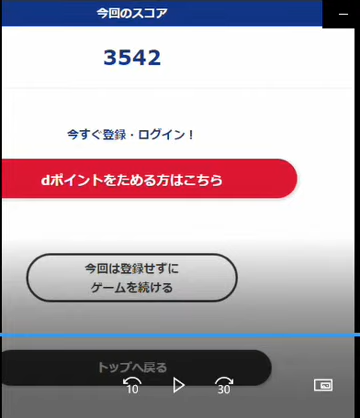 今回のスコア
3542
今すぐ登録・ログイン！
dポイントをためる方はこちら
今回は登録せずに
ゲームを続ける
トップへ戻る
10
30